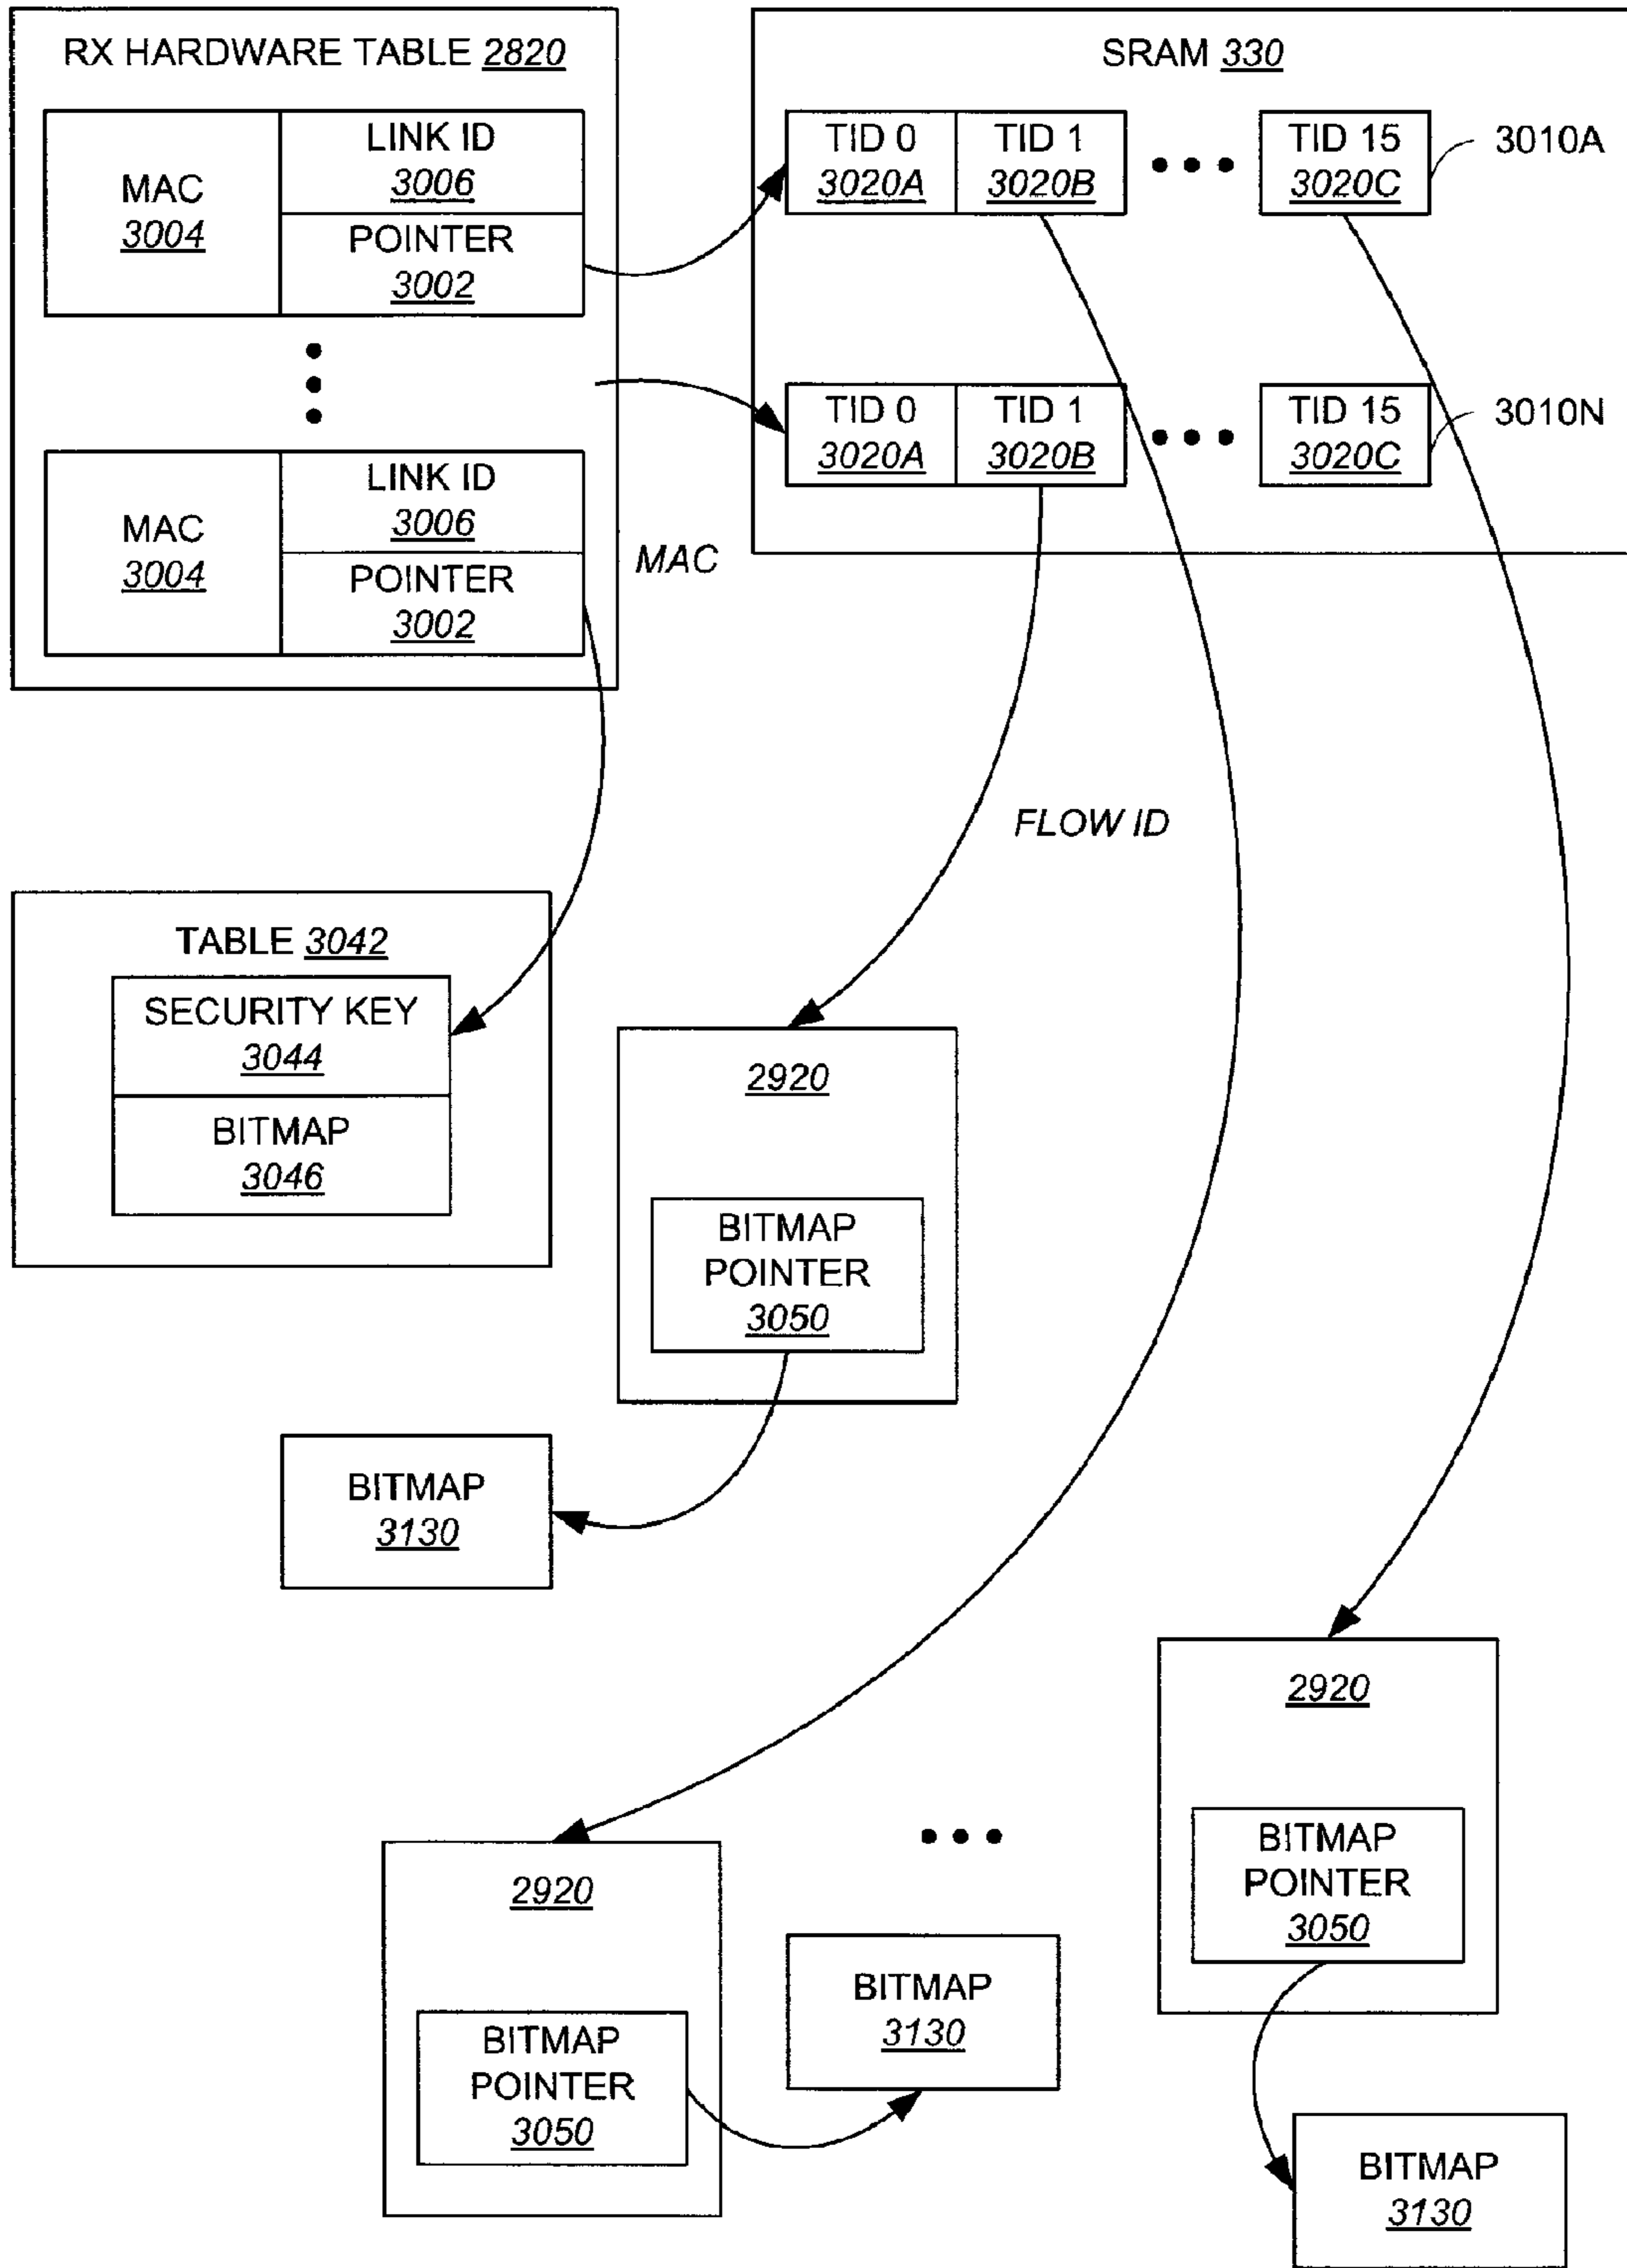 RX HARDWARE TABLE 2820
MAC
3004
LINK ID
3006
POINTER
3002
MAC
3004
LINK ID
3006
POINTER
3002
MAC
SRAM 330
TID 0
3020A
TID 1
3020B
TID 15
3020C
3010A
TID 0
3020A
TID 1
3020B
TID 15
3020C
3010N
FLOW ID
TABLE 3042
SECURITY KEY
3044
BITMAP
3046
2920
BITMAP
POINTER
3050
BITMAP
3130
2920
BITMAP
POINTER
3050
BITMAP
3130
2920
BITMAP
POINTER
3050
BITMAP
3130